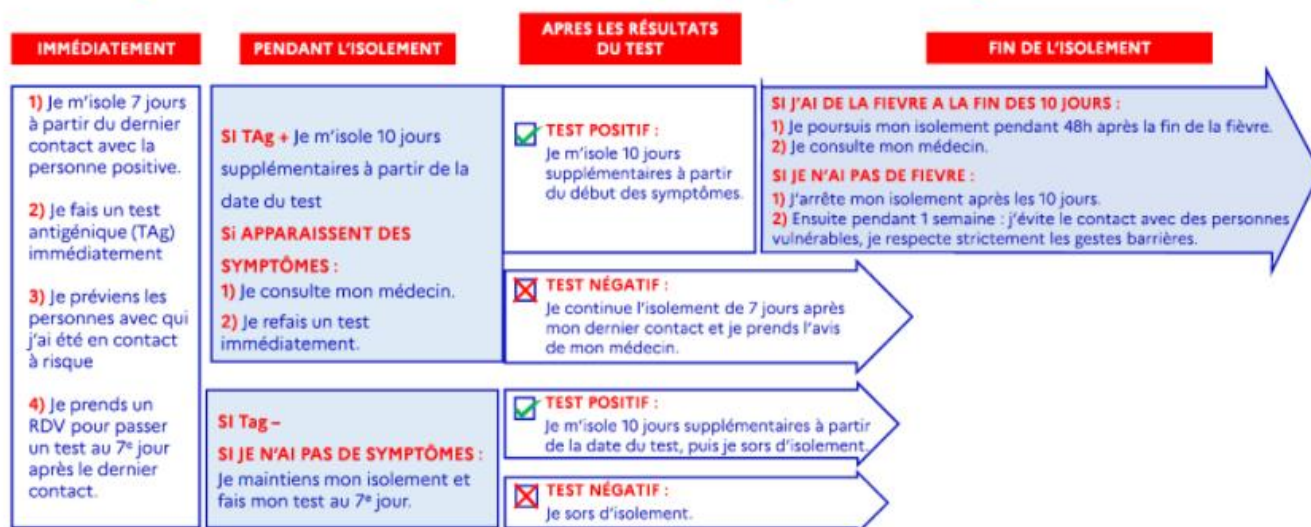 IMMÉDIATEMENT
PENDANT L'ISOLEMENT
APRES LES RÉSULTATS
DU TEST
FIN DE L'ISOLEMENT
1) Je m'isole 7 jours
à partir du dernier
contact avec la
personne positive.
2) Je fais un test
antigénique (TAg)
immédiatement
3) Je préviens les
personnes avec qui
j'ai été en contact
à risque
4) Je prends un
RDV pour passer
un test au 7e jour
après le dernier
contact.
SI TAg + Je m'isole 10 jours
supplémentaires à partir de la
date du test
Si APPARAISSENT DES
SYMPTÔMES :
1) Je consulte mon médecin.
2) Je refais un test
immédiatement.
SI Tag –
SI JE N'AI PAS DE SYMPTÔMES :
Je maintiens mon isolement et
fais mon test au 7e jour.
TEST POSITIF :
Je m'isole 10 jours
supplémentaires à partir
du début des symptômes.
TEST NÉGATIF :
Je continue l'isolement de 7 jours après
mon dernier contact et je prends l'avis
de mon médecin.
TEST POSITIF :
Je m'isole 10 jours supplémentaires à partir
de la date du test, puis je sors d'isolement.
TEST NÉGATIF :
Je sors d'isolement.
SI J'AI DE LA FIEVRE A LA FIN DES 10 JOURS :
1) Je poursuis mon isolement pendant 48h après la fin de la fièvre.
2) Je consulte mon médecin.
SI JE N'AI PAS DE FIEVRE :
1) J'arrête mon isolement après les 10 jours.
2) Ensuite pendant 1 semaine : j'évite le contact avec des personnes
vulnérables, je respecte strictement les gestes barrières.